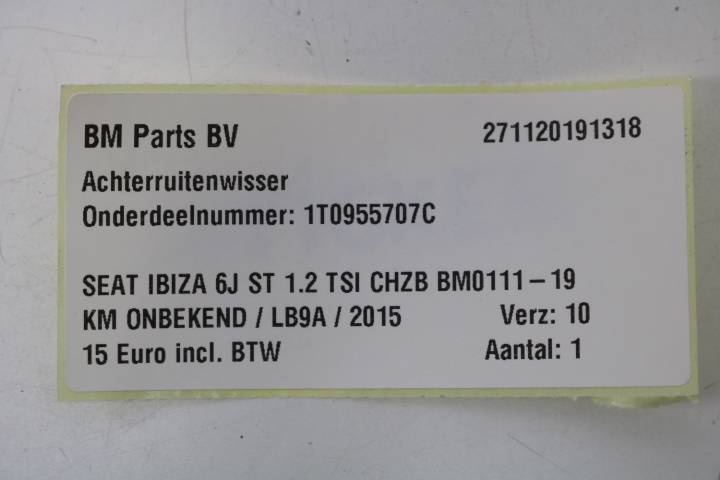 BM Parts BV 271120191318
Achterruitenwisser
Onderdeelnummer: 1T0955707C
SEAT IBIZA 6J ST 1.2 TSI CHZB BM0111-19
KM ONBEKEND / LB9A / 2015 Verz: 10
15 Euro incl. BTW Aantal: 1